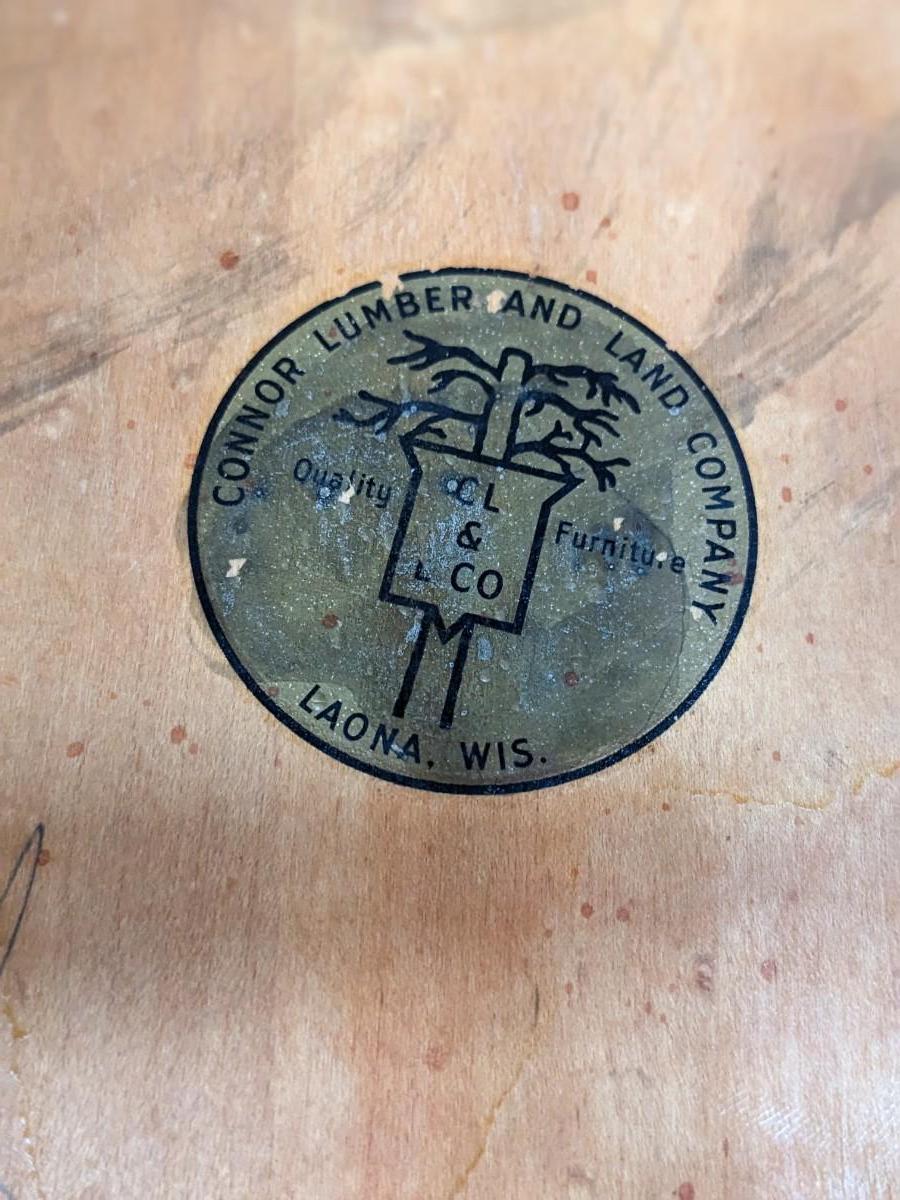 CONNOR LUMBER AND LAND COMPANY
Quality
CL
&
L CO
Furniture
LAONA, WIS.